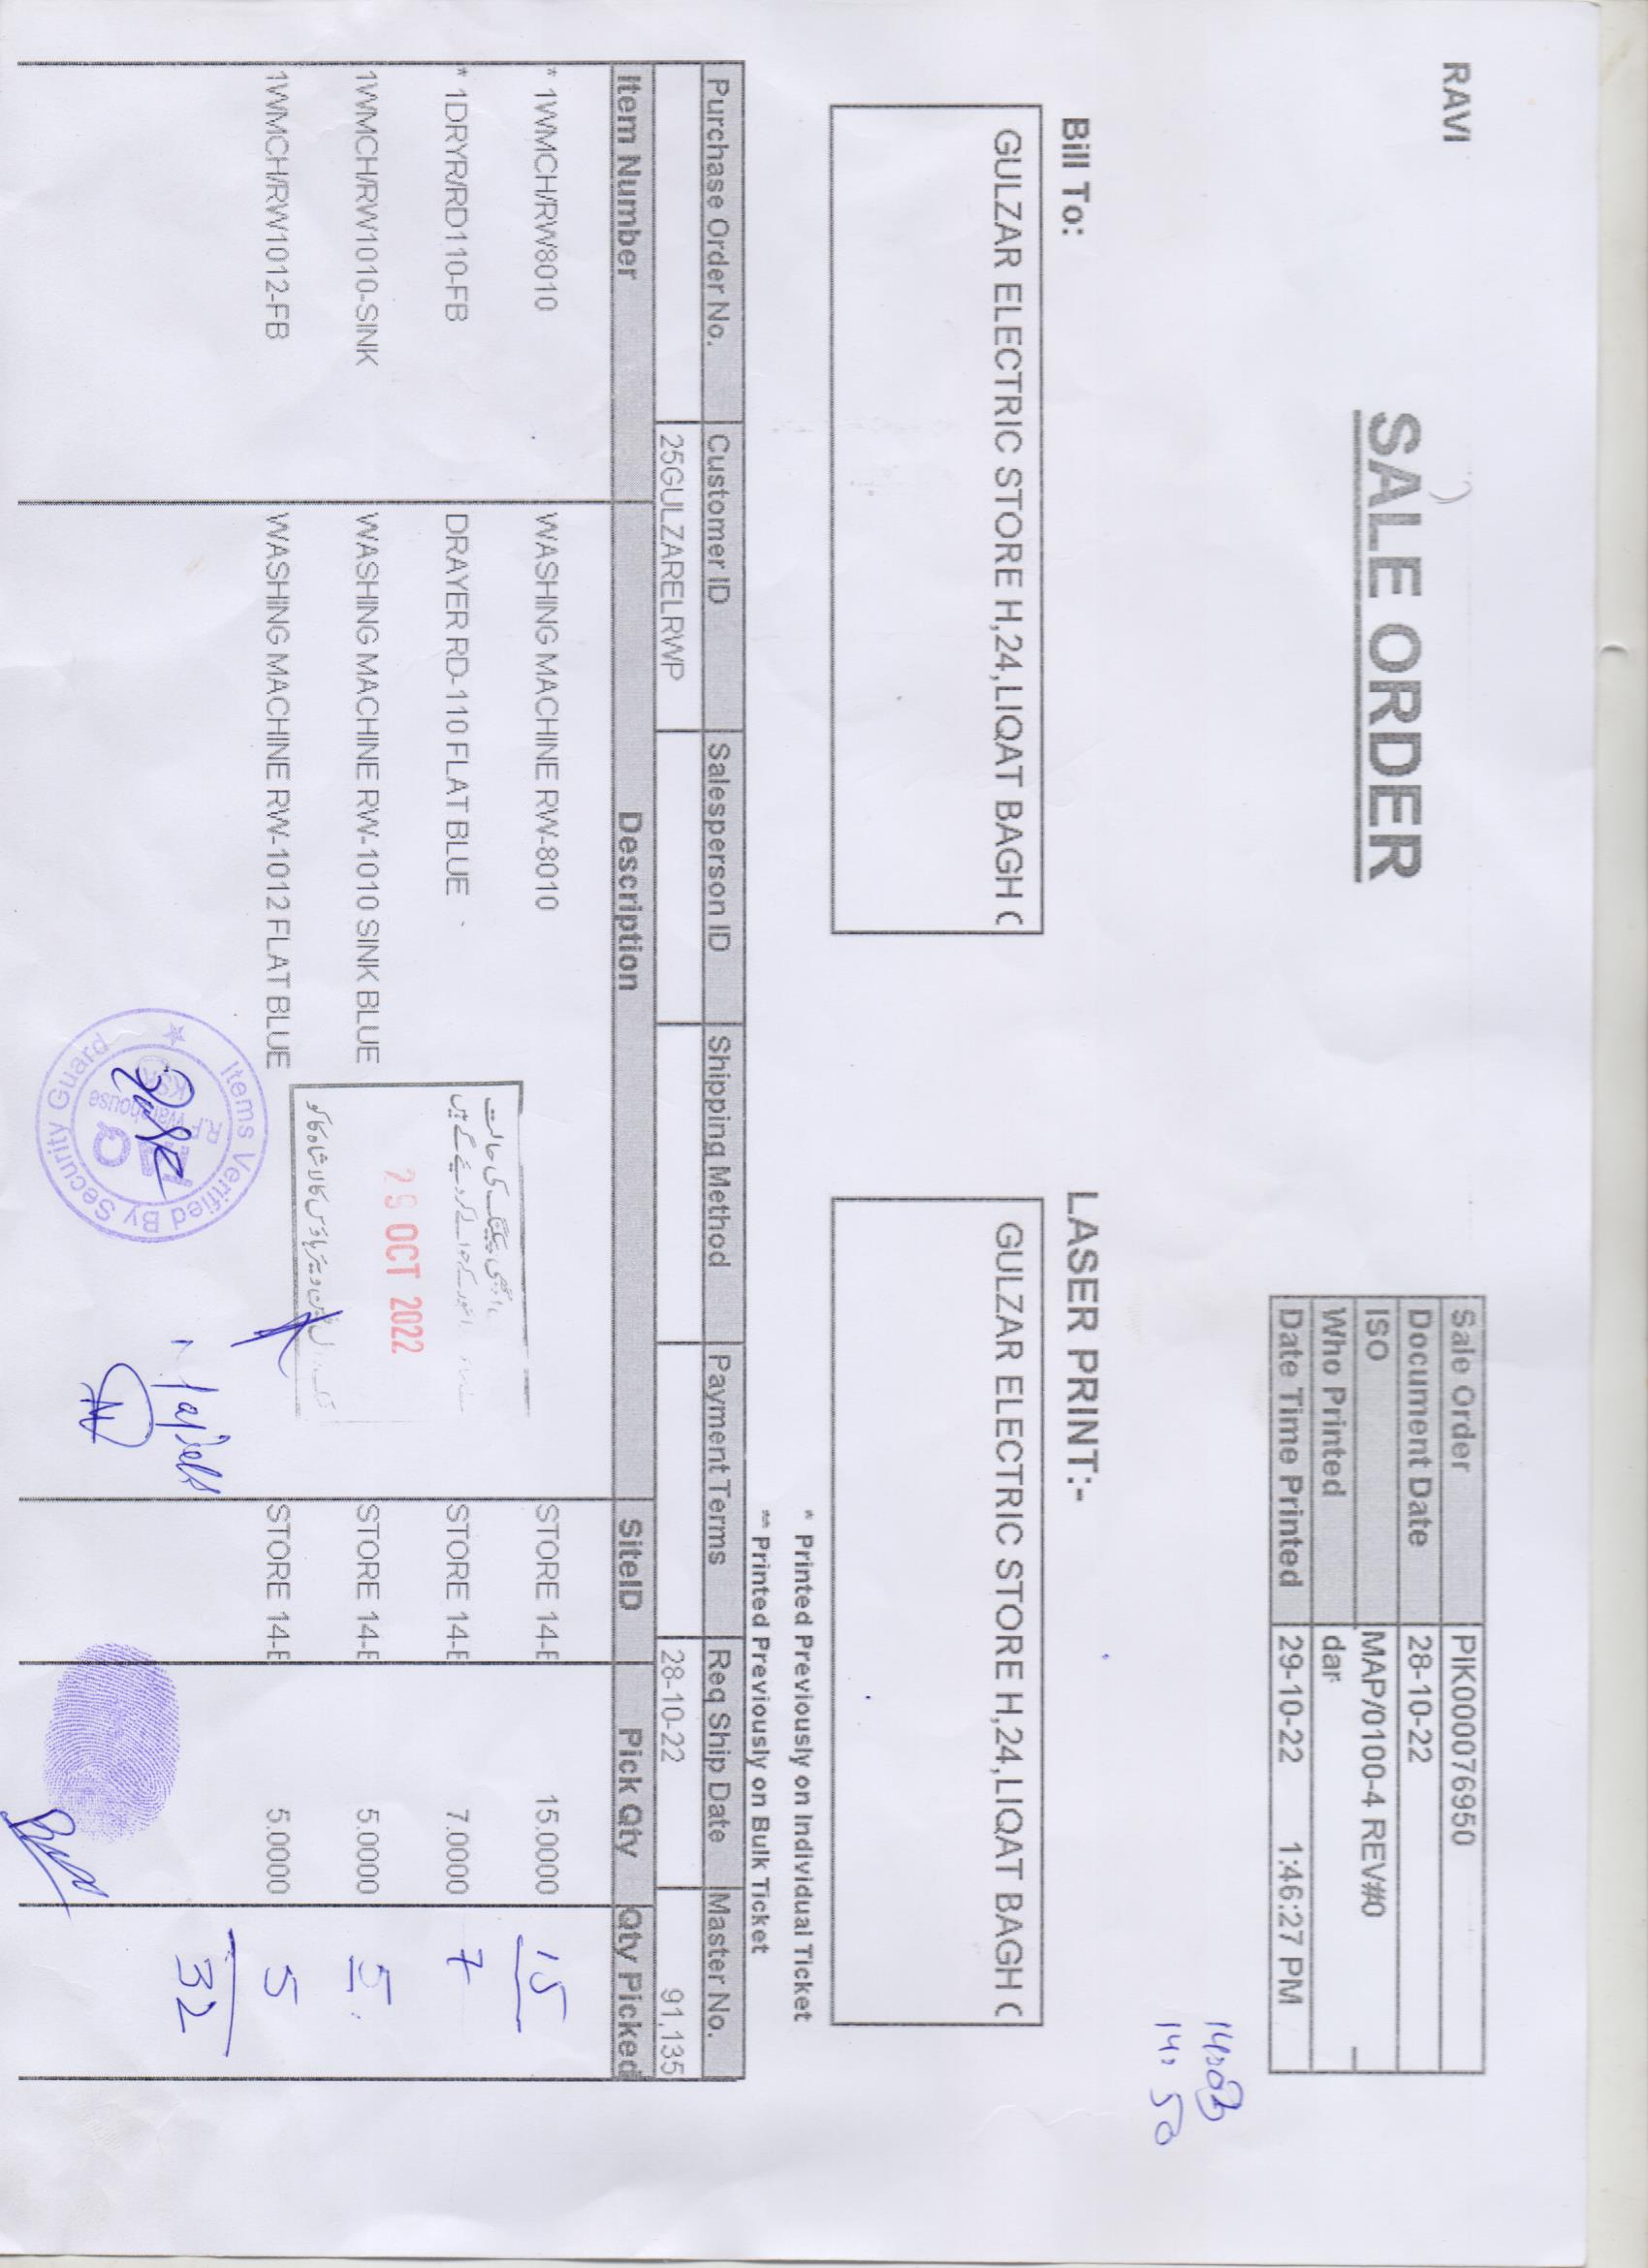 RAVI
SALE ORDER
Sale Order PIK000076950
Document Date 28-10-22
ISO MAP/0100-4 REV#0
Who Printed dar
Date Time Printed 29-10-22 1:46:27 PM
14:03
14: 50
Bill To:
GULZAR ELECTRIC STORE H,24,LIQAT BAGH C
LASER PRINT:-
GULZAR ELECTRIC STORE H,24,LIQAT BAGH C
* Printed Previously on Individual Ticket
** Printed Previously on Bulk Ticket
Purchase Order No. Customer ID Salesperson ID Shipping Method Payment Terms Req Ship Date Master No.
25GULZARELRWP 28-10-22 91,135
Item Number Description SiteID Pick Qty Qty Picked
* 1WMCH/RW8010 WASHING MACHINE RW-8010 STORE 14-E 15.0000 15
* 1DRYR/RD110-FB DRAYER RD-110 FLAT BLUE STORE 14-E 7.0000 7
1WMCH/RW1010-SINK WASHING MACHINE RW-1010 SINK BLUE STORE 14-E 5.0000 5
1WMCH/RW1012-FB WASHING MACHINE RW-1012 FLAT BLUE STORE 14-E 5.0000 5
32
اچھی پیکنگ کی حالت
کے حوالے کر دیئے گے ہیں
29 OCT 2022
ویئر ہاؤس کالا شاہ کاکو
Items Verified By Security Guard
R.F Warehouse
KSK